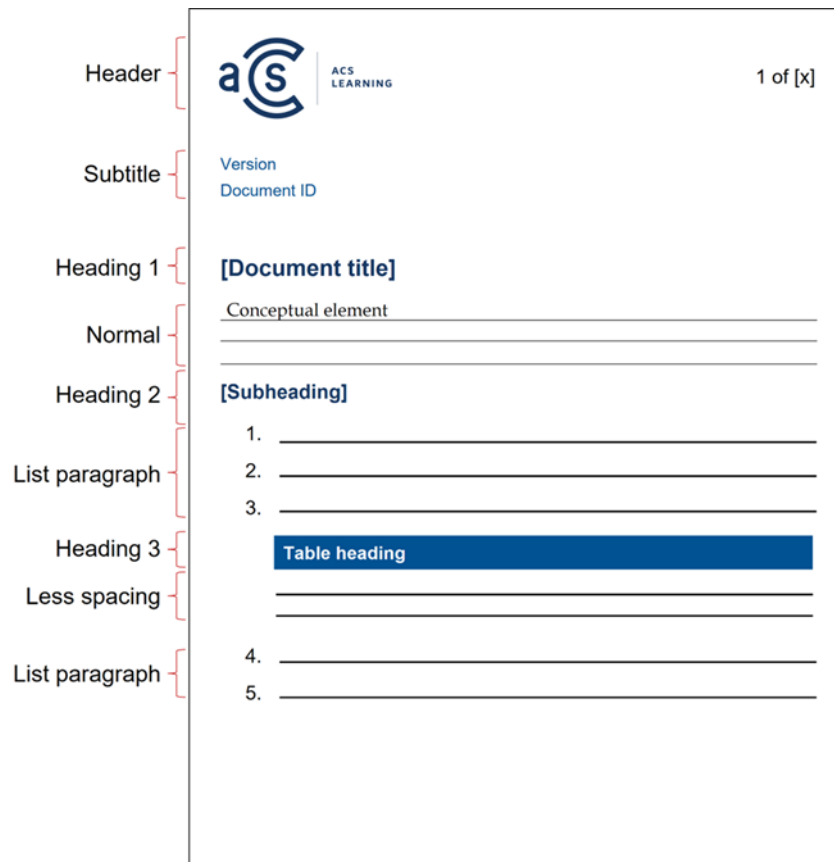 Header
acs
ACS
LEARNING
1 of [x]
Subtitle
Version
Document ID
Heading 1
[Document title]
Normal
Conceptual element
Heading 2
[Subheading]
List paragraph
1.
2.
3.
Heading 3
Table heading
Less spacing
List paragraph
4.
5.